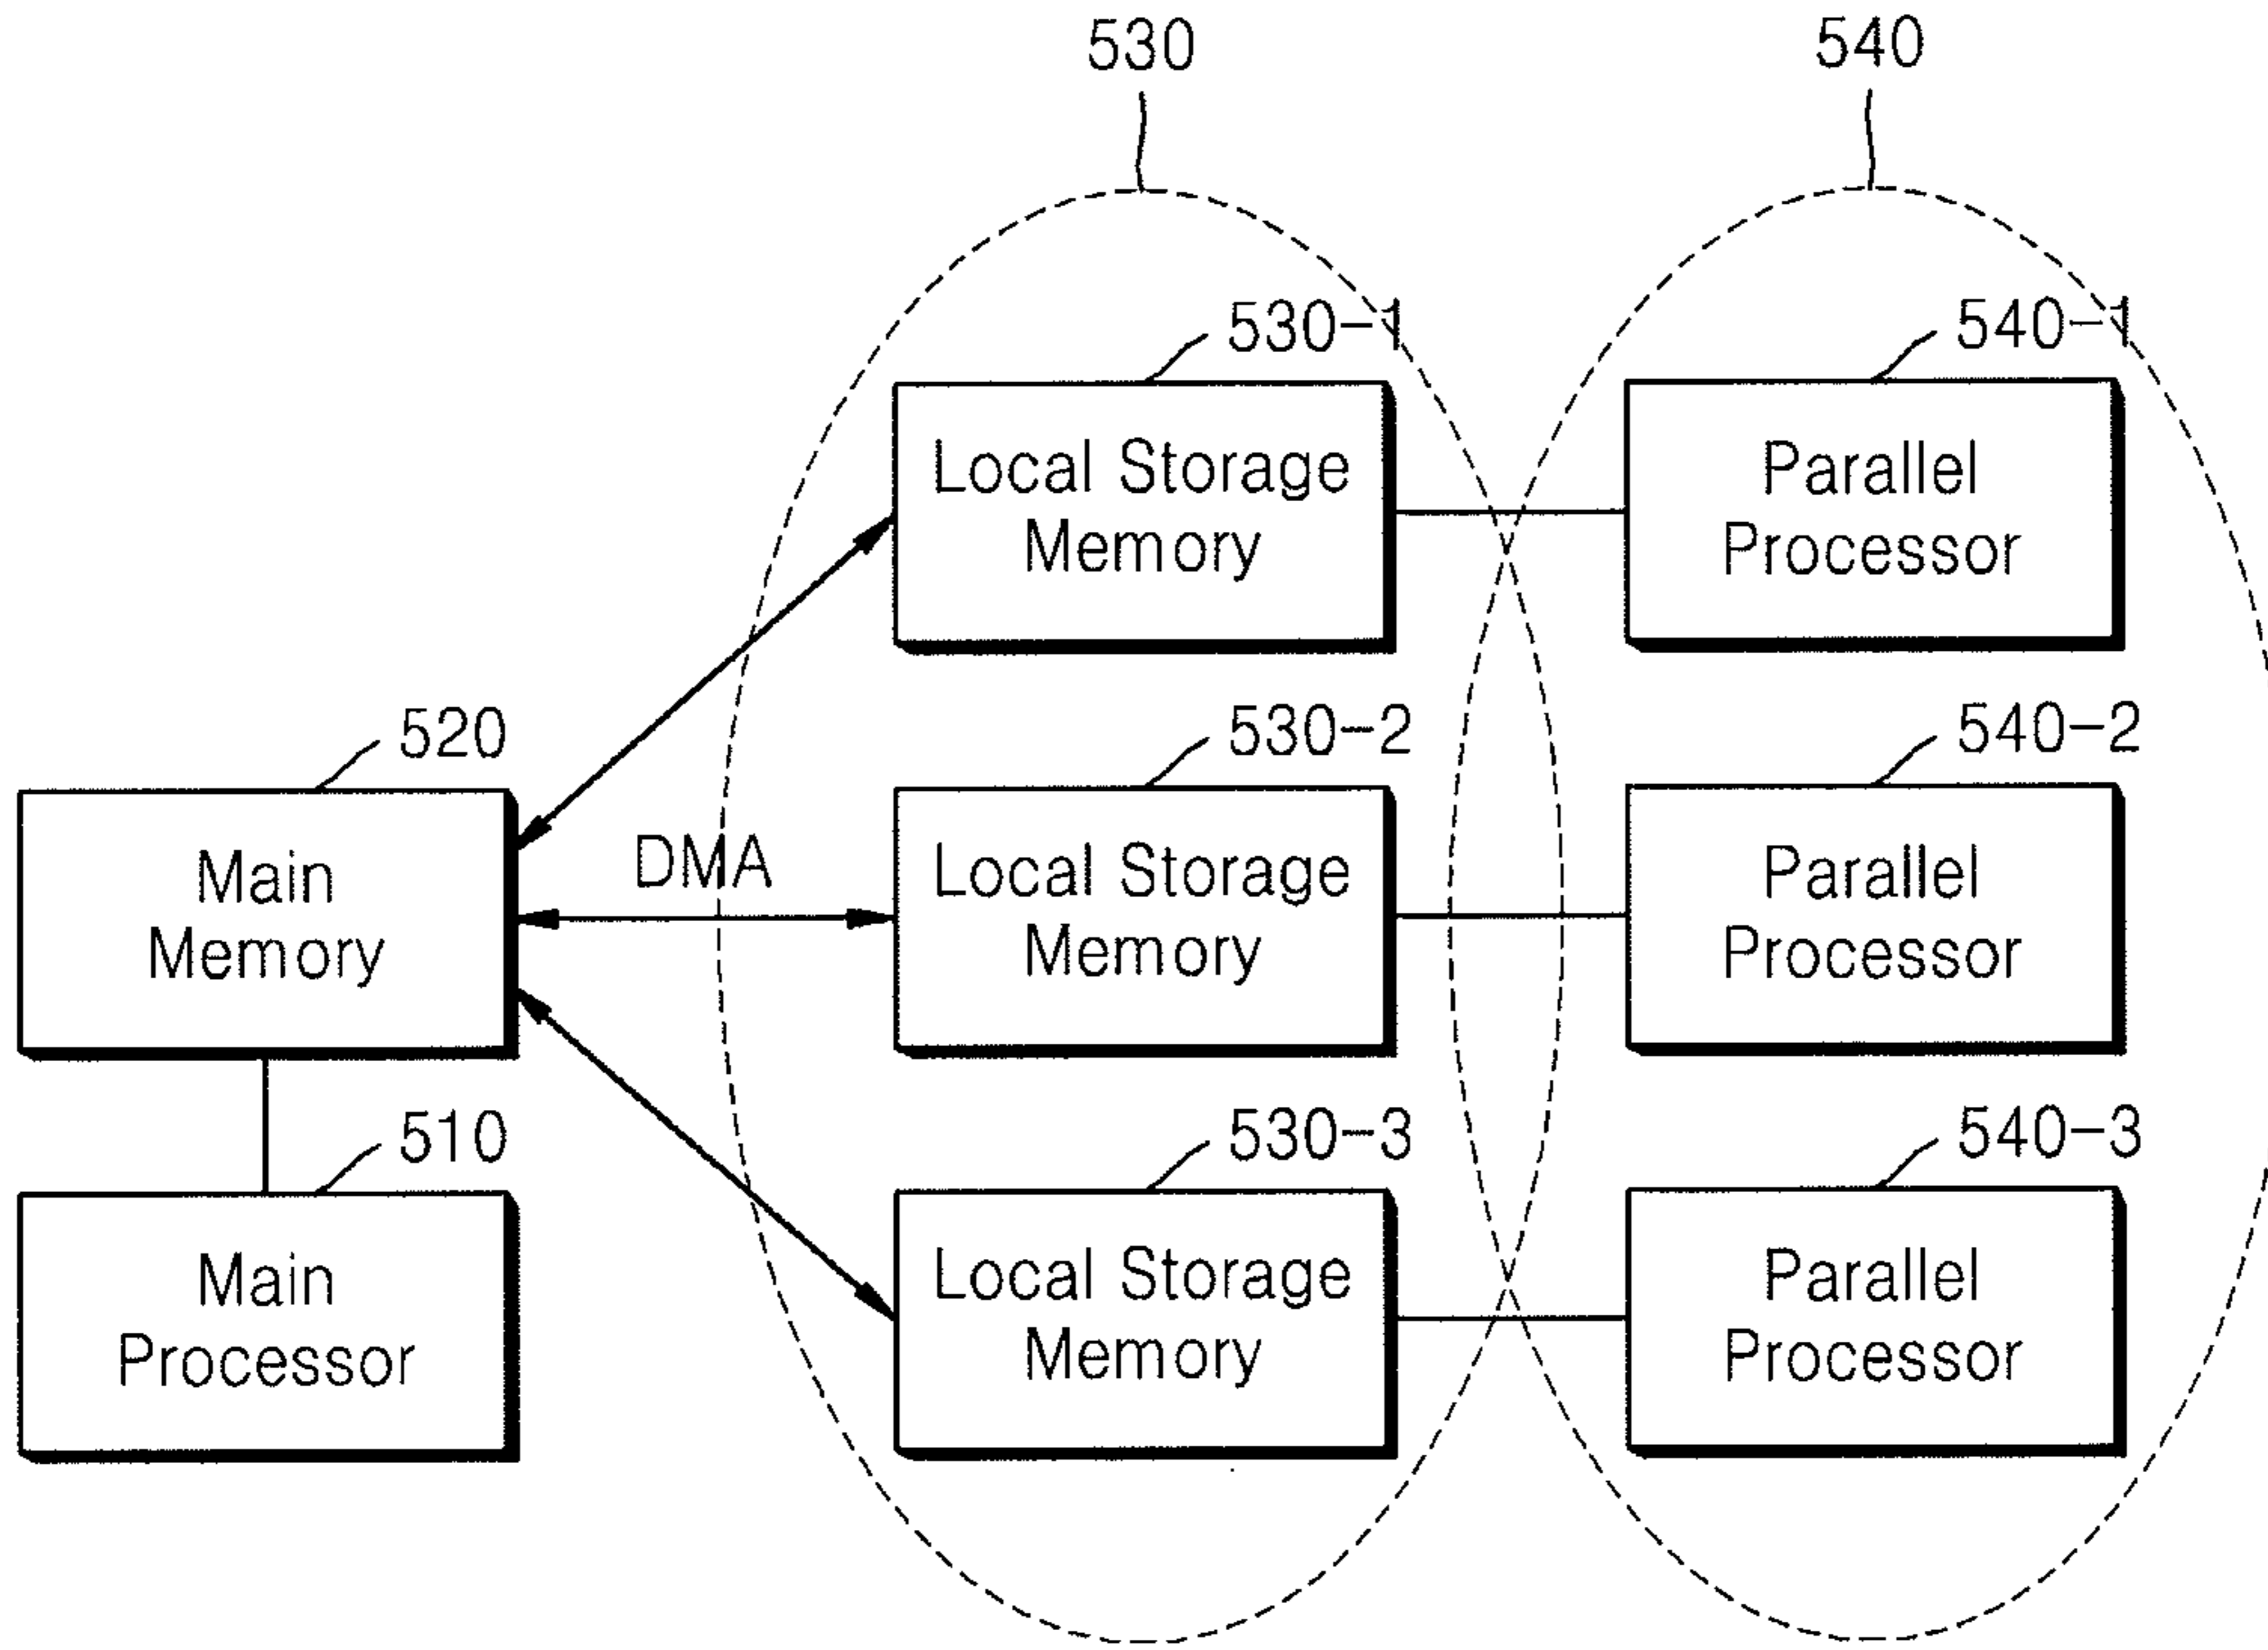 530
540
530-1
540-1
Local Storage
Memory
Parallel
Processor
520
530-2
540-2
Main
Memory
DMA
Local Storage
Memory
Parallel
Processor
510
530-3
540-3
Main
Processor
Local Storage
Memory
Parallel
Processor